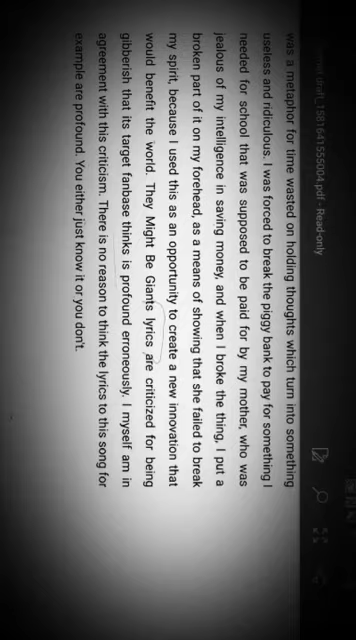 draft_1581641555004.pdf - Read-only
was a metaphor for time wasted on holding thoughts which turn into something
useless and ridiculous. I was forced to break the piggy bank to pay for something I
needed for school that was supposed to be paid for by my mother, who was
jealous of my intelligence in saving money, and when I broke the thing, I put a
broken part of it on my forehead, as a means of showing that she failed to break
my spirit, because I used this as an opportunity to create a new innovation that
would benefit the world. They Might Be Giants lyrics are criticized for being
gibberish that its target fanbase thinks is profound erroneously. I myself am in
agreement with this criticism. There is no reason to think the lyrics to this song for
example are profound. You either just know it or you don't.